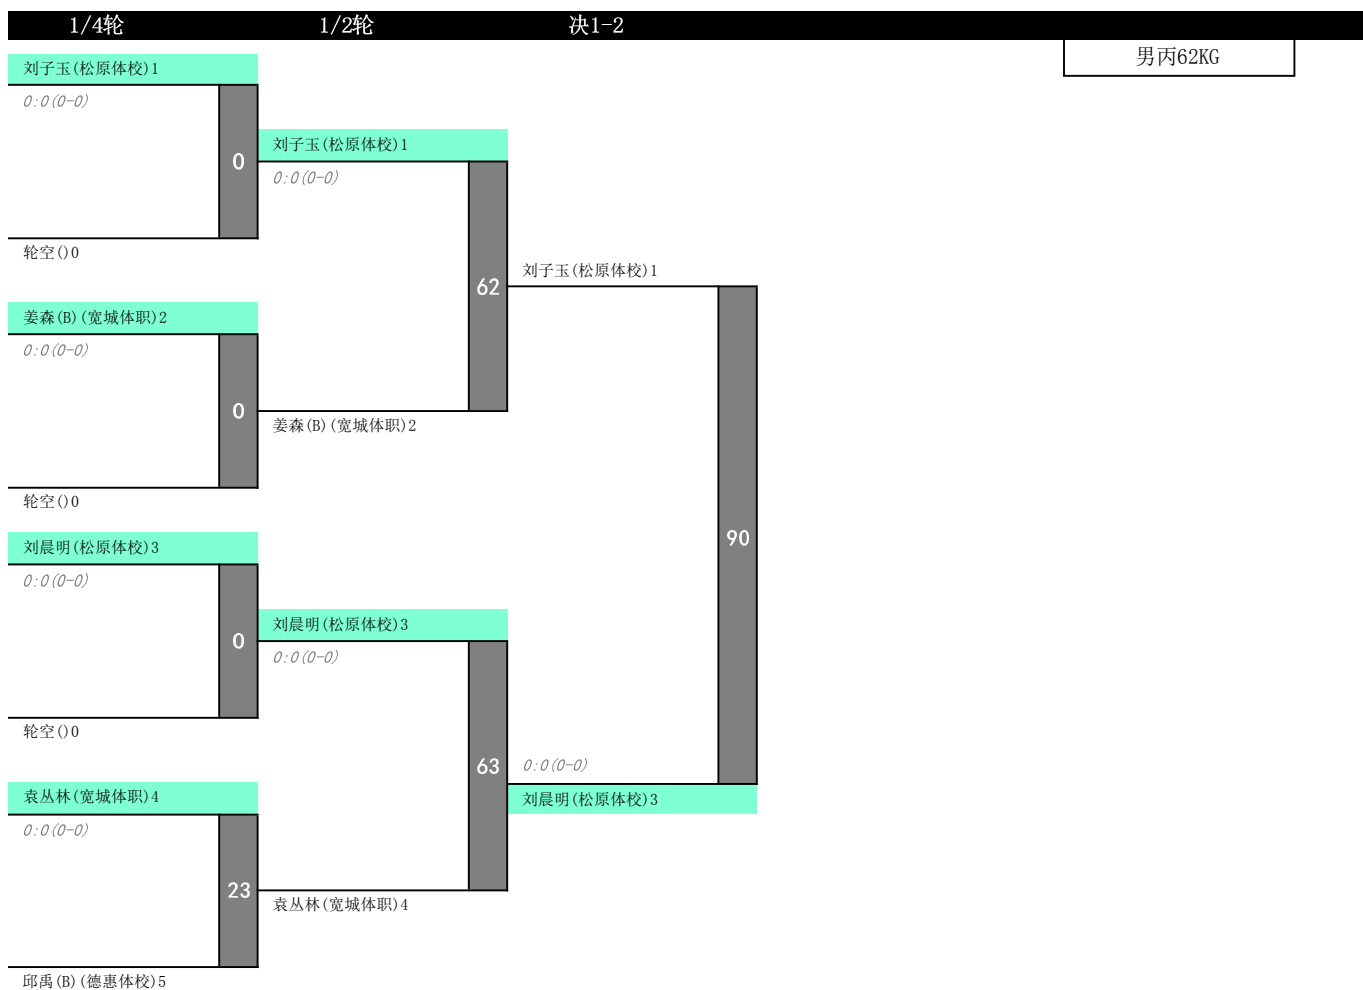 1/4轮 1/2轮 决1-2
男丙62KG
刘子玉(松原体校)1
0:0(0-0)
0
轮空()0
姜森(B)(宽城体职)2
0:0(0-0)
0
轮空()0
刘晨明(松原体校)3
0:0(0-0)
0
轮空()0
袁丛林(宽城体职)4
0:0(0-0)
23
邱禹(B)(德惠体校)5
刘子玉(松原体校)1
0:0(0-0)
62
姜森(B)(宽城体职)2
刘晨明(松原体校)3
0:0(0-0)
63
袁丛林(宽城体职)4
刘子玉(松原体校)1
90
0:0(0-0)
刘晨明(松原体校)3